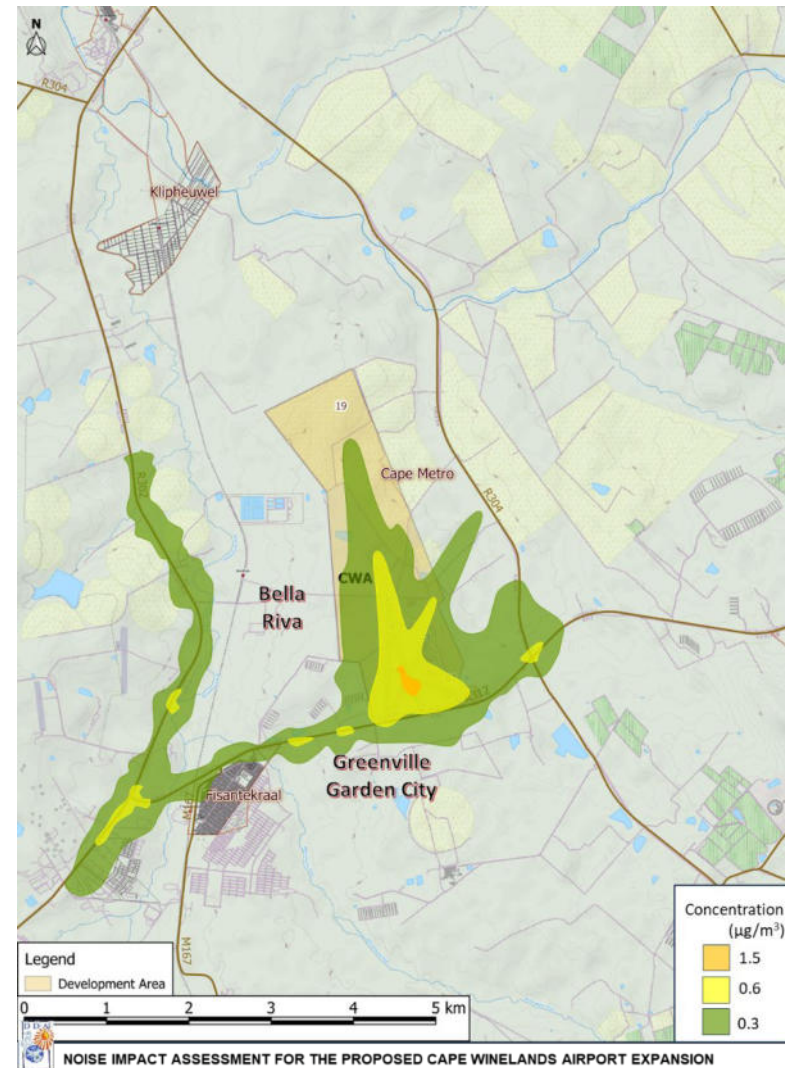 N
R304
Klipheuwel
19
Cape Metro
R304
R302
CWA
Bella
Riva
R312
Greenville
Garden City
Fisantekraal
M167
Concentration
(µg/m³)
1.5
0.6
0.3
Legend
Development Area
0 1 2 3 4 5 km
NOISE IMPACT ASSESSMENT FOR THE PROPOSED CAPE WINELANDS AIRPORT EXPANSION